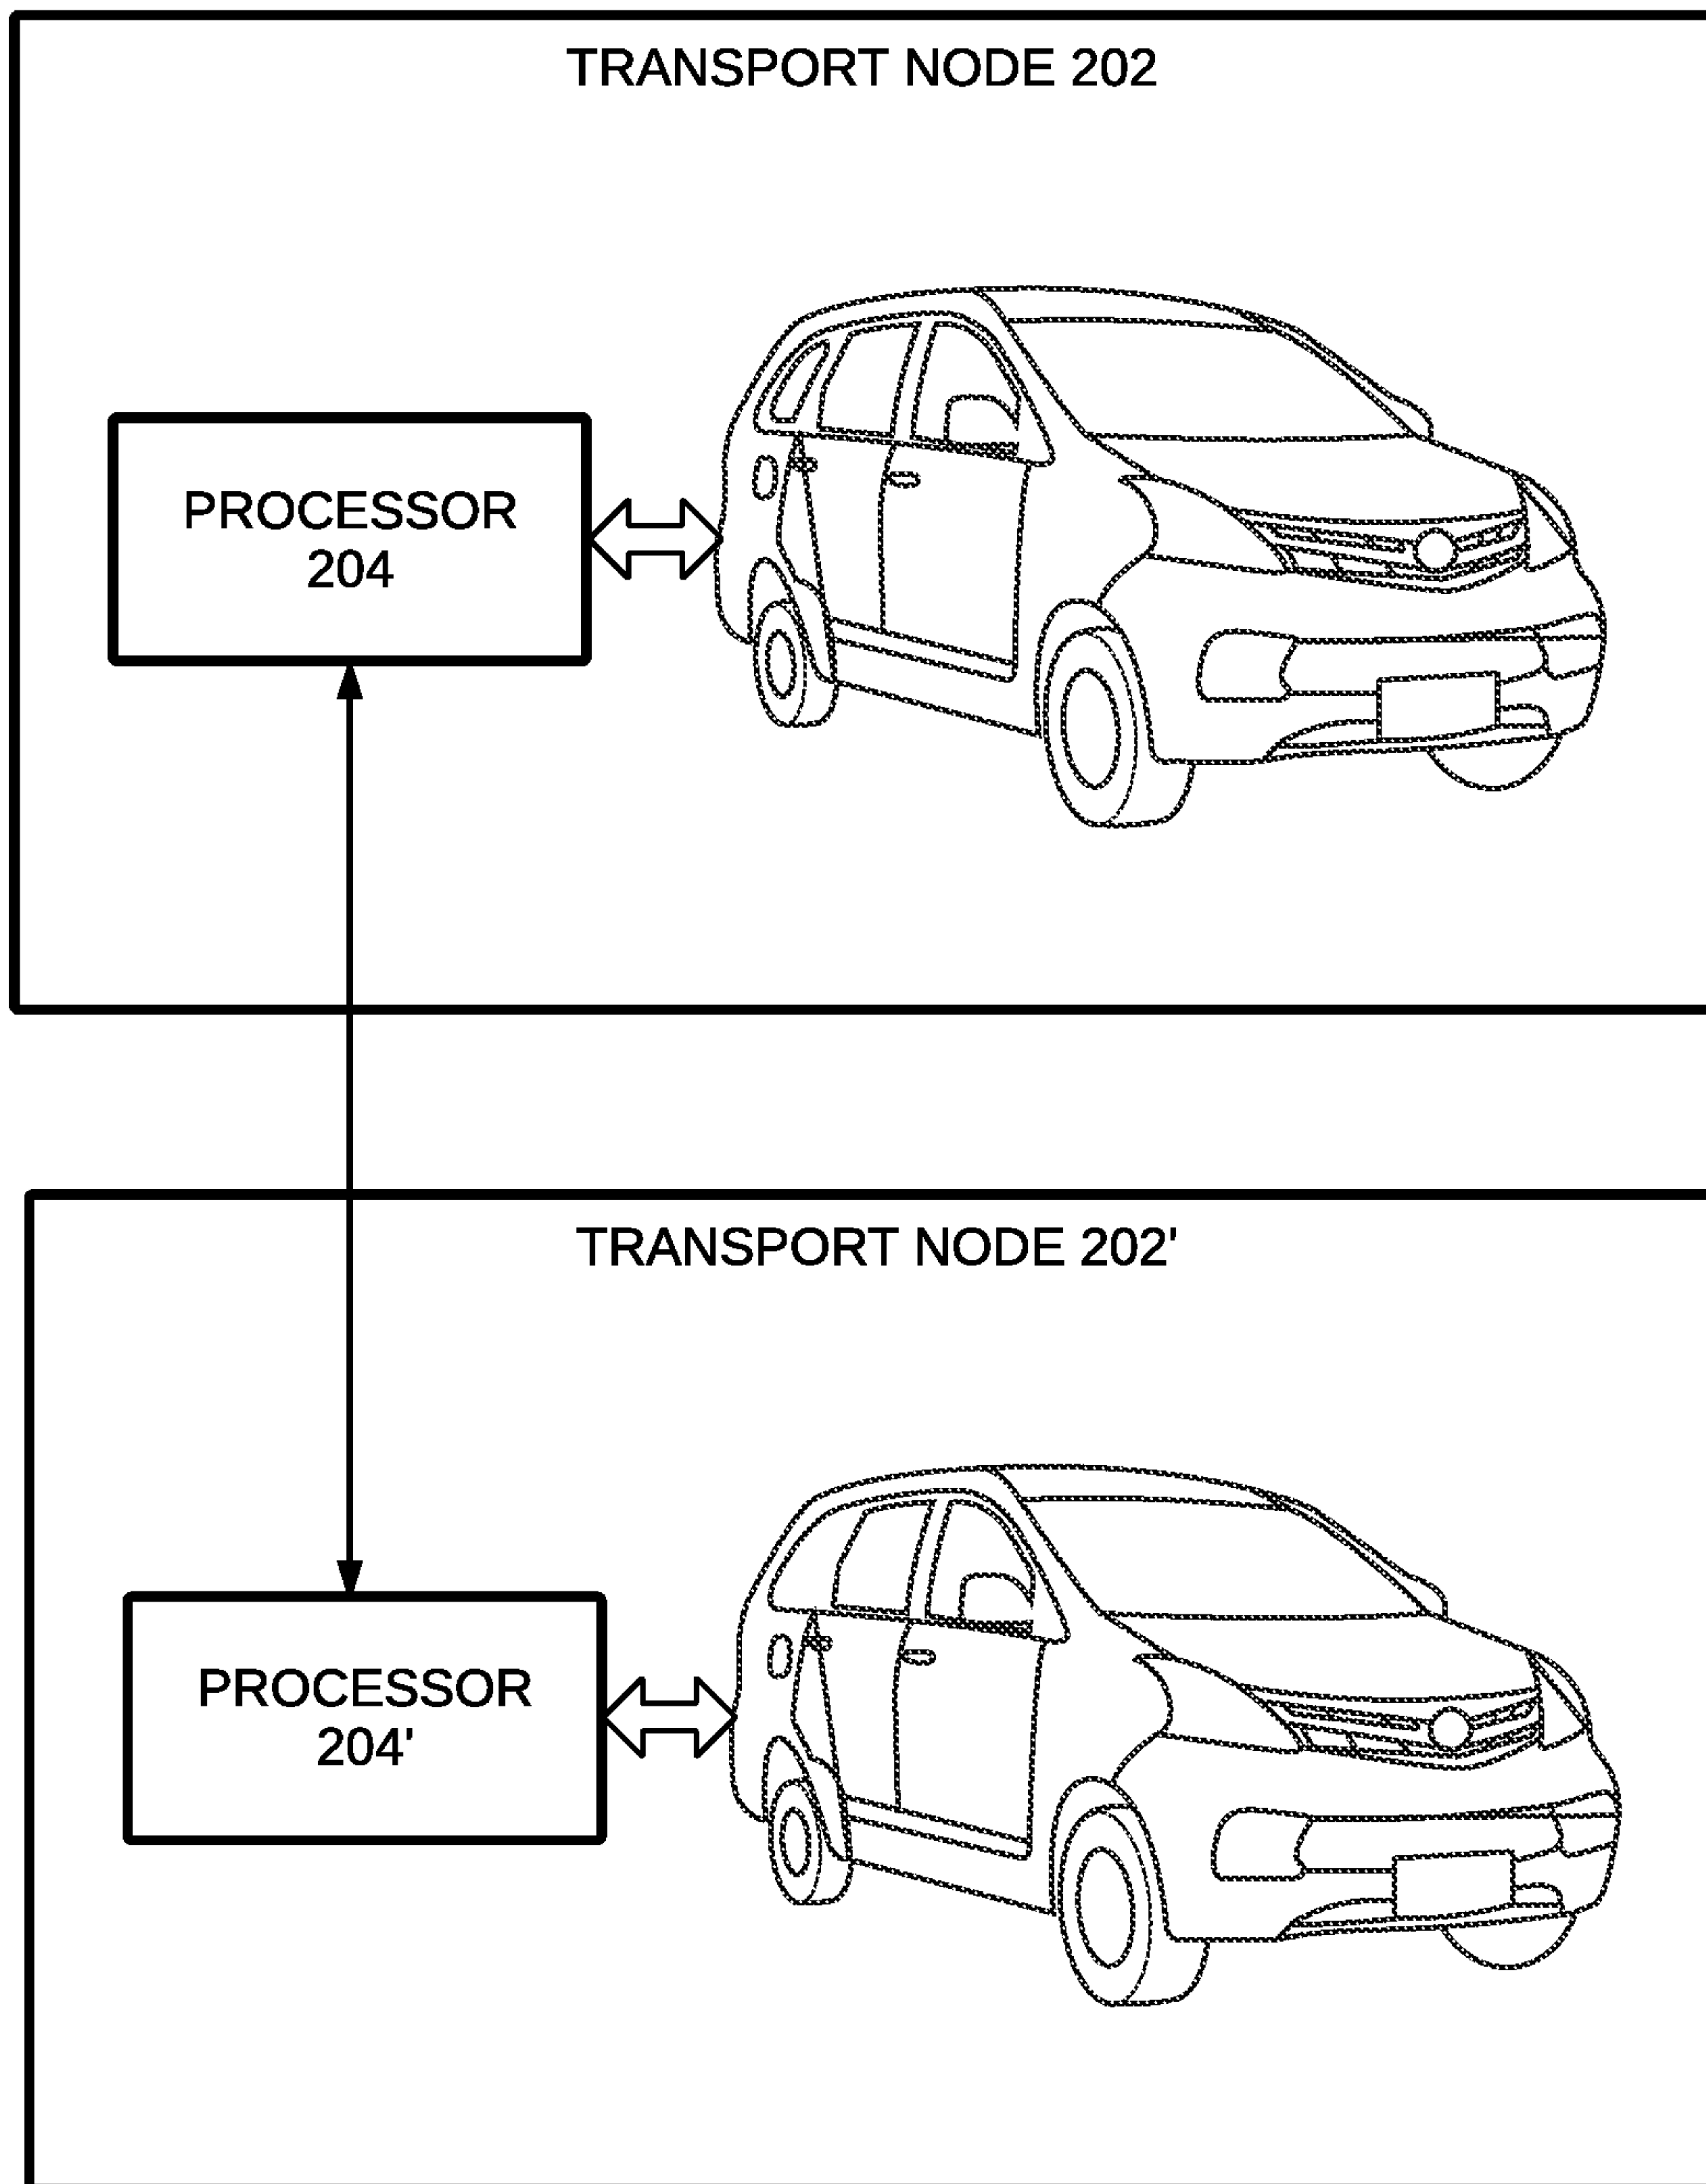 TRANSPORT NODE 202
PROCESSOR
204
TRANSPORT NODE 202'
PROCESSOR
204'